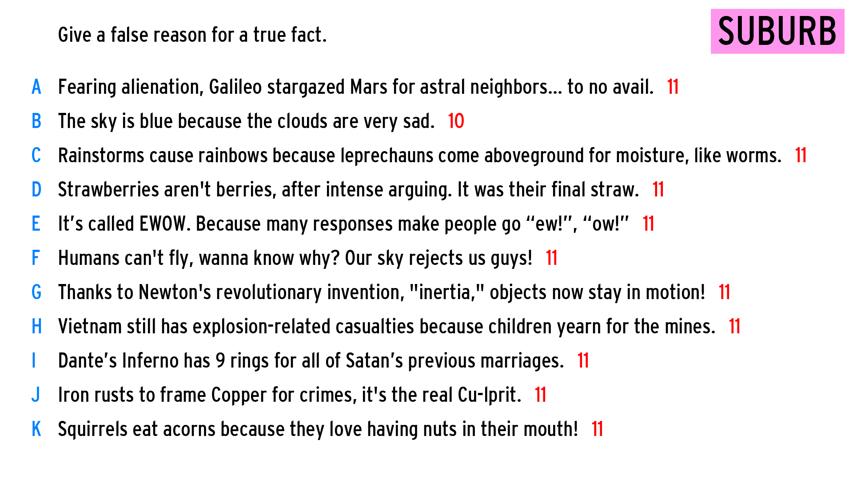 Give a false reason for a true fact.
SUBURB
A Fearing alienation, Galileo stargazed Mars for astral neighbors... to no avail. 11
B The sky is blue because the clouds are very sad. 10
C Rainstorms cause rainbows because leprechauns come aboveground for moisture, like worms. 11
D Strawberries aren't berries, after intense arguing. It was their final straw. 11
E It’s called EWOW. Because many responses make people go “ew!”, “ow!” 11
F Humans can't fly, wanna know why? Our sky rejects us guys! 11
G Thanks to Newton's revolutionary invention, "inertia," objects now stay in motion! 11
H Vietnam still has explosion-related casualties because children yearn for the mines. 11
I Dante’s Inferno has 9 rings for all of Satan’s previous marriages. 11
J Iron rusts to frame Copper for crimes, it's the real Cu-lprit. 11
K Squirrels eat acorns because they love having nuts in their mouth! 11